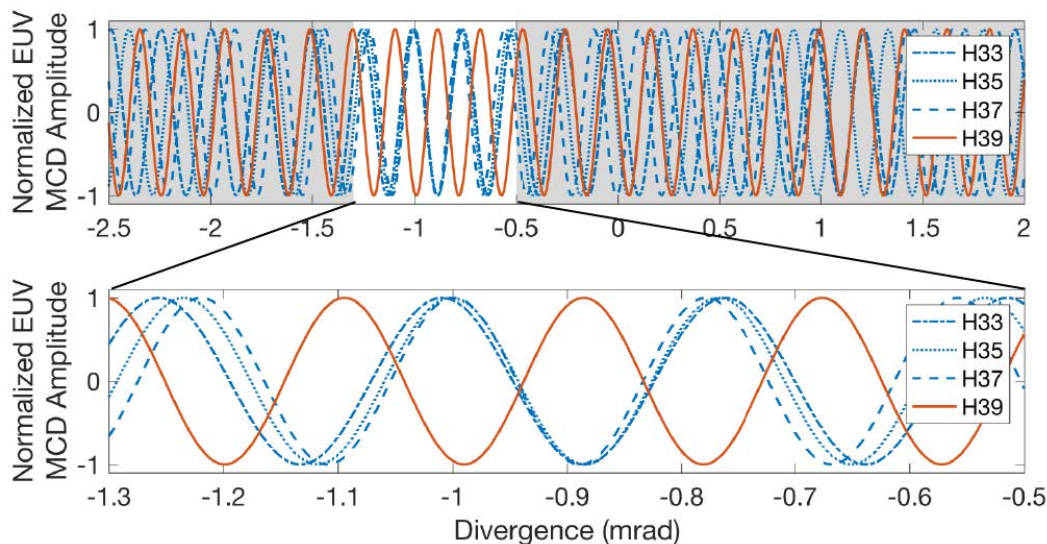 Normalized EUV
MCD Amplitude
1
0
-1
H33
H35
H37
H39
-2.5 -2 -1.5 -1 -0.5 0 0.5 1 1.5 2
Normalized EUV
MCD Amplitude
1
0
-1
H33
H35
H37
H39
-1.3 -1.2 -1.1 -1 -0.9 -0.8 -0.7 -0.6 -0.5
Divergence (mrad)